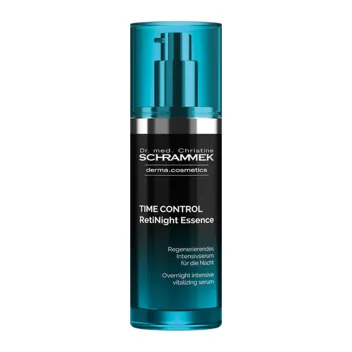 Dr. med. Christine
SCHRAMMEK
derma.cosmetics
TIME CONTROL
RetiNight Essence
Regenerierendes
Intensivserum
für die Nacht
Overnight intensive
vitalizing serum